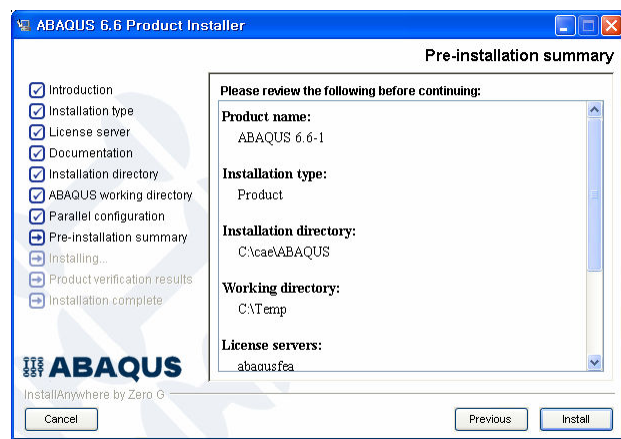 ABAQUS 6.6 Product Installer
Pre-installation summary
Introduction
Installation type
License server
Documentation
Installation directory
ABAQUS working directory
Parallel configuration
Pre-installation summary
Installing...
Product verification results
Installation complete
Please review the following before continuing:
Product name:
ABAQUS 6.6-1
Installation type:
Product
Installation directory:
C:\cae\ABAQUS
Working directory:
C:\Temp
License servers:
abaqusfea
ABAQUS
InstallAnywhere by Zero G
Cancel
Previous
Install